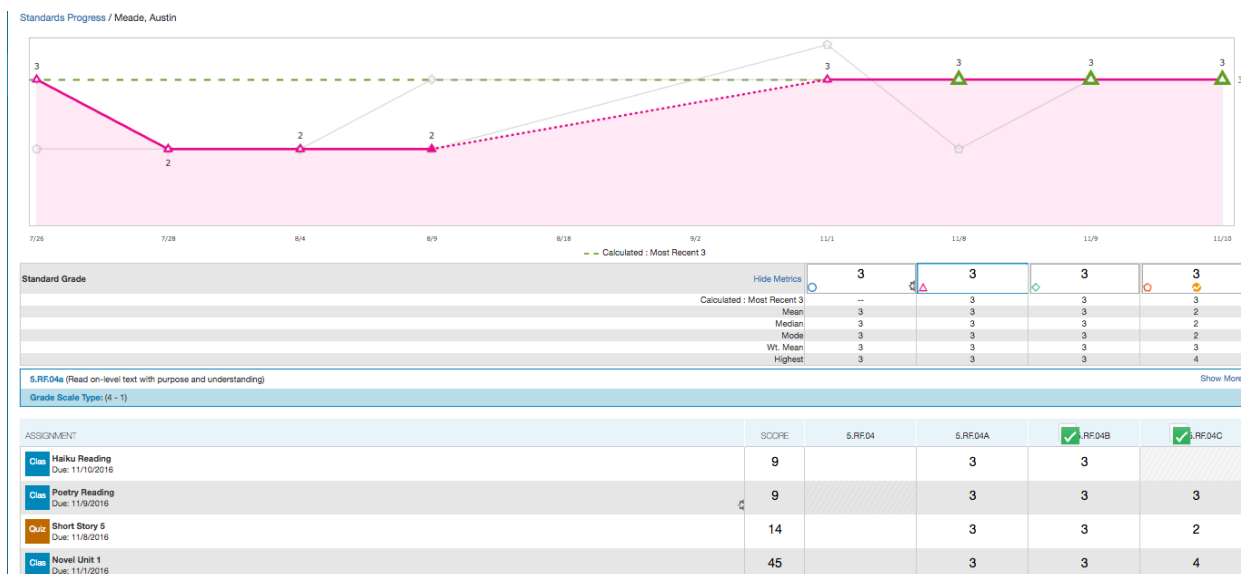 Standards Progress / Meade, Austin
3 3 3 3 3
2 2
2
3
7/26 7/28 8/4 8/9 8/18 9/2 11/1 11/8 11/9 11/10
Calculated : Most Recent 3
Standard Grade Hide Metrics 3 3 3 3
Calculated : Most Recent 3 -- 3 3 3
Mean 3 3 3 2
Median 3 3 3 2
Mode 3 3 3 2
Wt. Mean 3 3 3 3
Highest 3 3 3 4
5.RF.04a (Read on-level text with purpose and understanding) Show More
Grade Scale Type: (4 - 1)
ASSIGNMENT SCORE 5.RF.04 5.RF.04A .RF.04B .RF.04C
Clas Haiku Reading 9 3 3
Due: 11/10/2016
Clas Poetry Reading 9 3 3 3
Due: 11/9/2016
Quiz Short Story 5 14 3 3 2
Due: 11/8/2016
Clas Novel Unit 1 45 3 3 4
Due: 11/1/2016